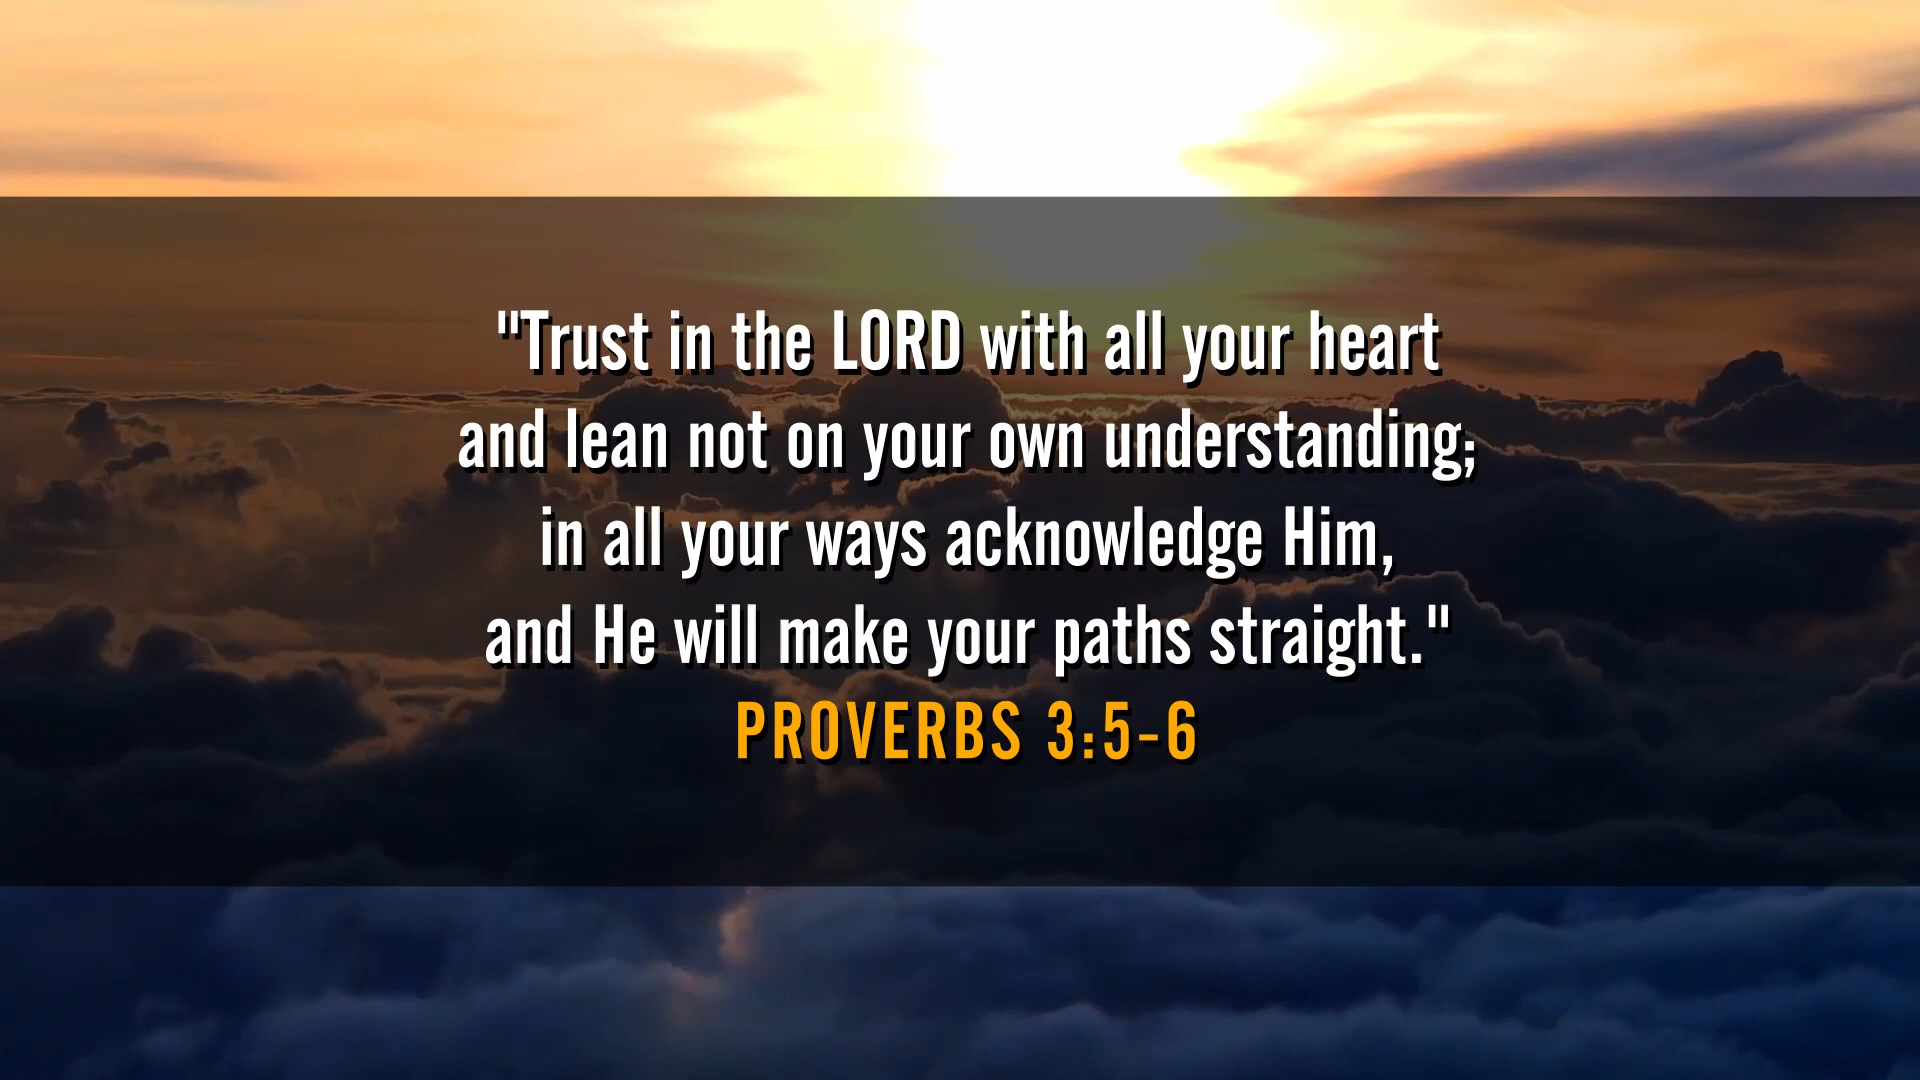 "Trust in the LORD with all your heart
and lean not on your own understanding;
in all your ways acknowledge Him,
and He will make your paths straight."
PROVERBS 3:5-6